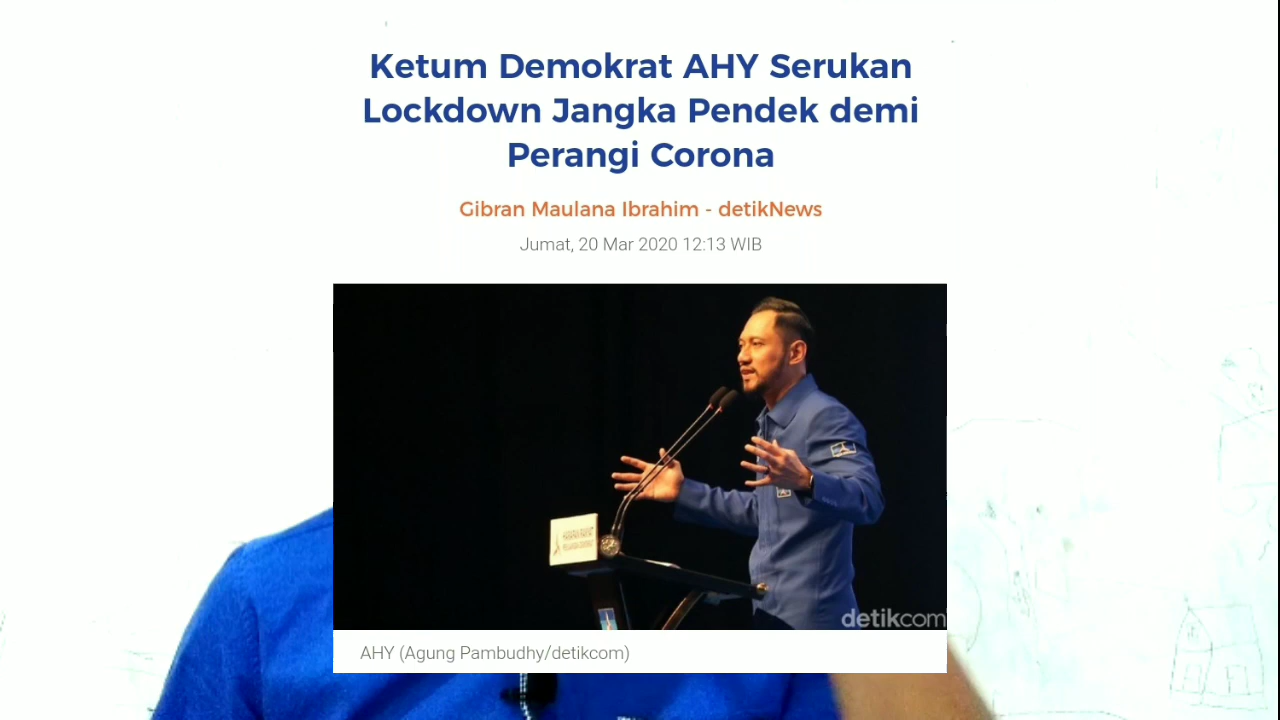 Ketum Demokrat AHY Serukan
Lockdown Jangka Pendek demi
Perangi Corona
Gibran Maulana Ibrahim - detikNews
Jumat, 20 Mar 2020 12:13 WIB
detikcom
AHY (Agung Pambudhy/detikcom)